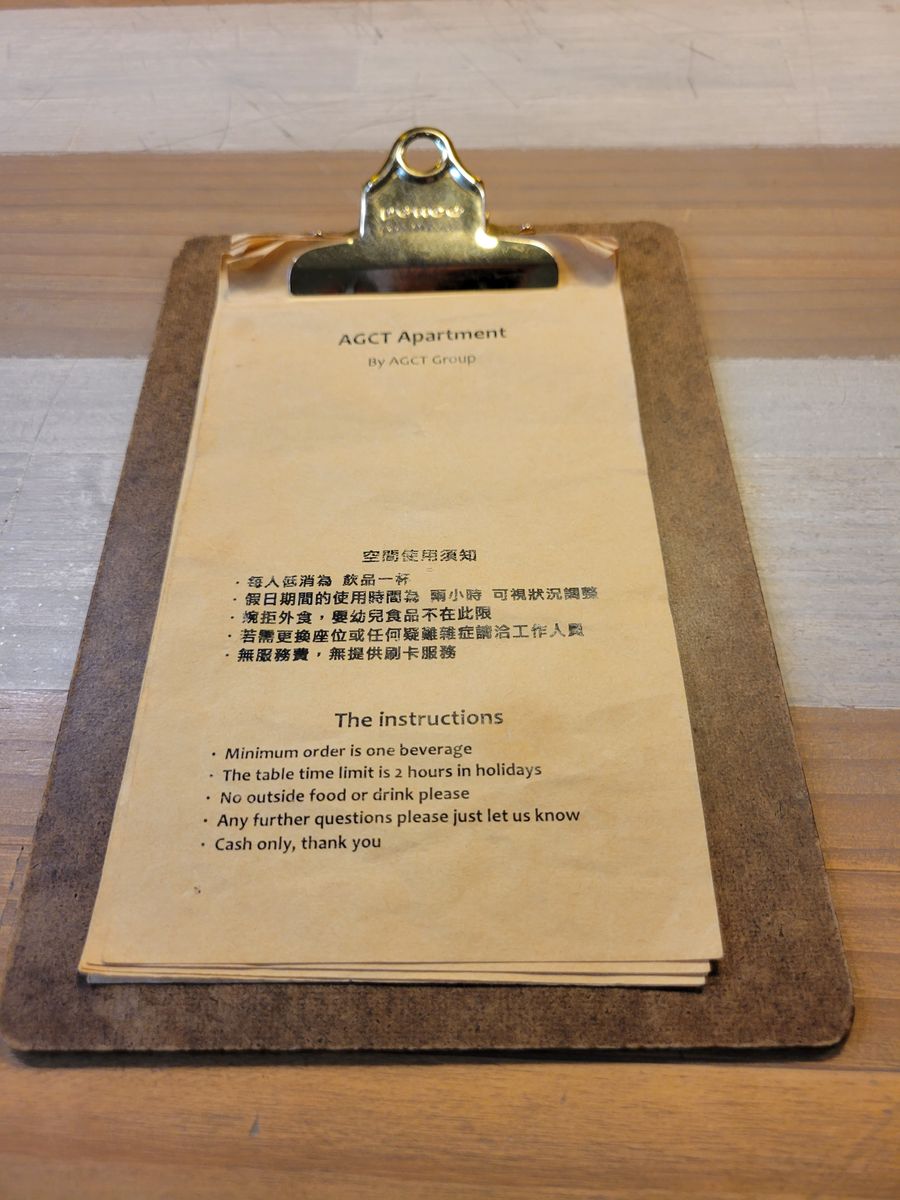 penco
AGCT Apartment
By AGCT Group
空間使用須知
· 每人低消為 飲品一杯
· 假日期間的使用時間為 兩小時 可視狀況調整
· 婉拒外食，嬰幼兒食品不在此限
· 若需更換座位或任何疑難雜症請洽工作人員
· 無服務費，無提供刷卡服務
The instructions
· Minimum order is one beverage
· The table time limit is 2 hours in holidays
· No outside food or drink please
· Any further questions please just let us know
· Cash only, thank you